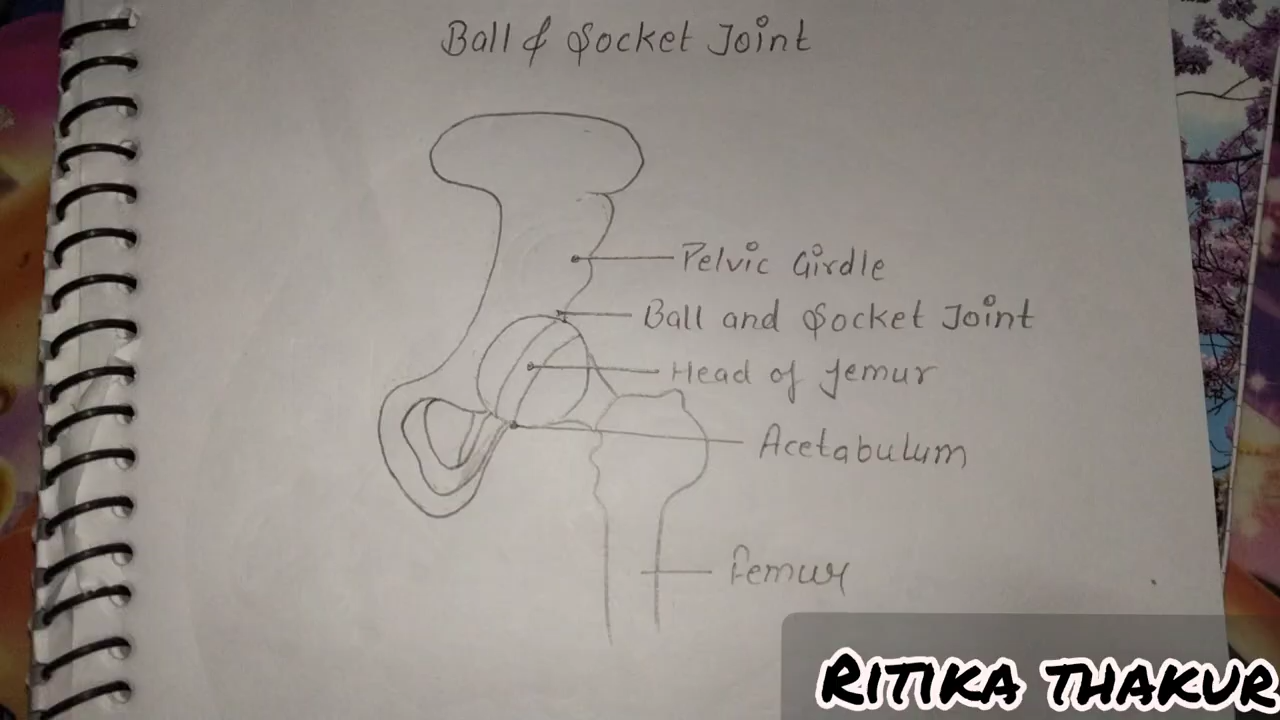 Ball & Socket Joint
Pelvic Girdle
Ball and Socket Joint
Head of femur
Acetabulum
Femur
RITIKA THAKUR